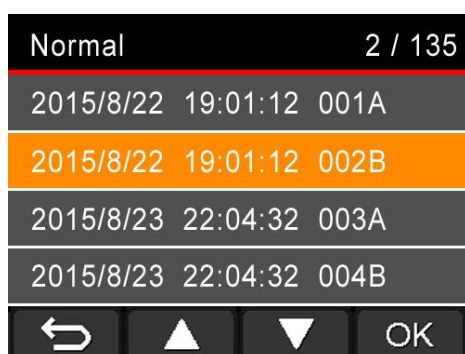 Normal 2 / 135
2015/8/22 19:01:12 001A
2015/8/22 19:01:12 002B
2015/8/23 22:04:32 003A
2015/8/23 22:04:32 004B
OK